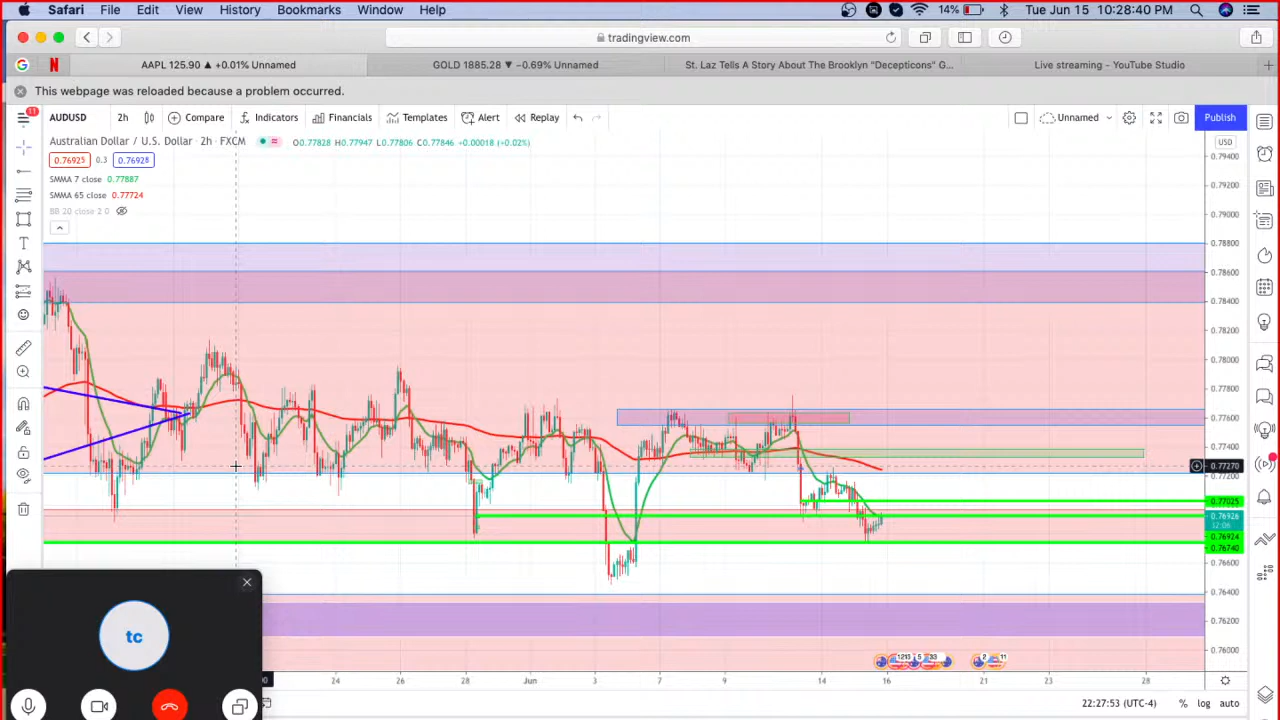 Safari File Edit View History Bookmarks Window Help 14% Tue Jun 15 10:28:40 PM
tradingview.com
G N AAPL 125.90 ▲ +0.01% Unnamed GOLD 1885.28 ▼ −0.69% Unnamed St. Laz Tells A Story About The Brooklyn "Decepticons" G... Live streaming - YouTube Studio
This webpage was reloaded because a problem occurred.
11 AUDUSD 2h Compare Indicators Financials Templates Alert Replay Unnamed Publish
Australian Dollar / U.S. Dollar · 2h · FXCM O0.77828 H0.77947 L0.77806 C0.77846 +0.00018 (+0.02%)
USD
0.76925 0.3 0.76928
SMMA 7 close 0.77887
SMMA 65 close 0.77724
BB 20 close 2 0
0.79400
0.79200
0.79000
0.78800
0.78600
0.78400
0.78200
0.78000
0.77800
0.77600
0.77400
0.77270
0.77200
0.77025
0.76926
12:06
0.76924
0.76740
0.76600
0.76400
0.76200
0.76000
tc
24 26 28 Jun 3 7 9 14 16 21 23 28
22:27:53 (UTC-4) % log auto